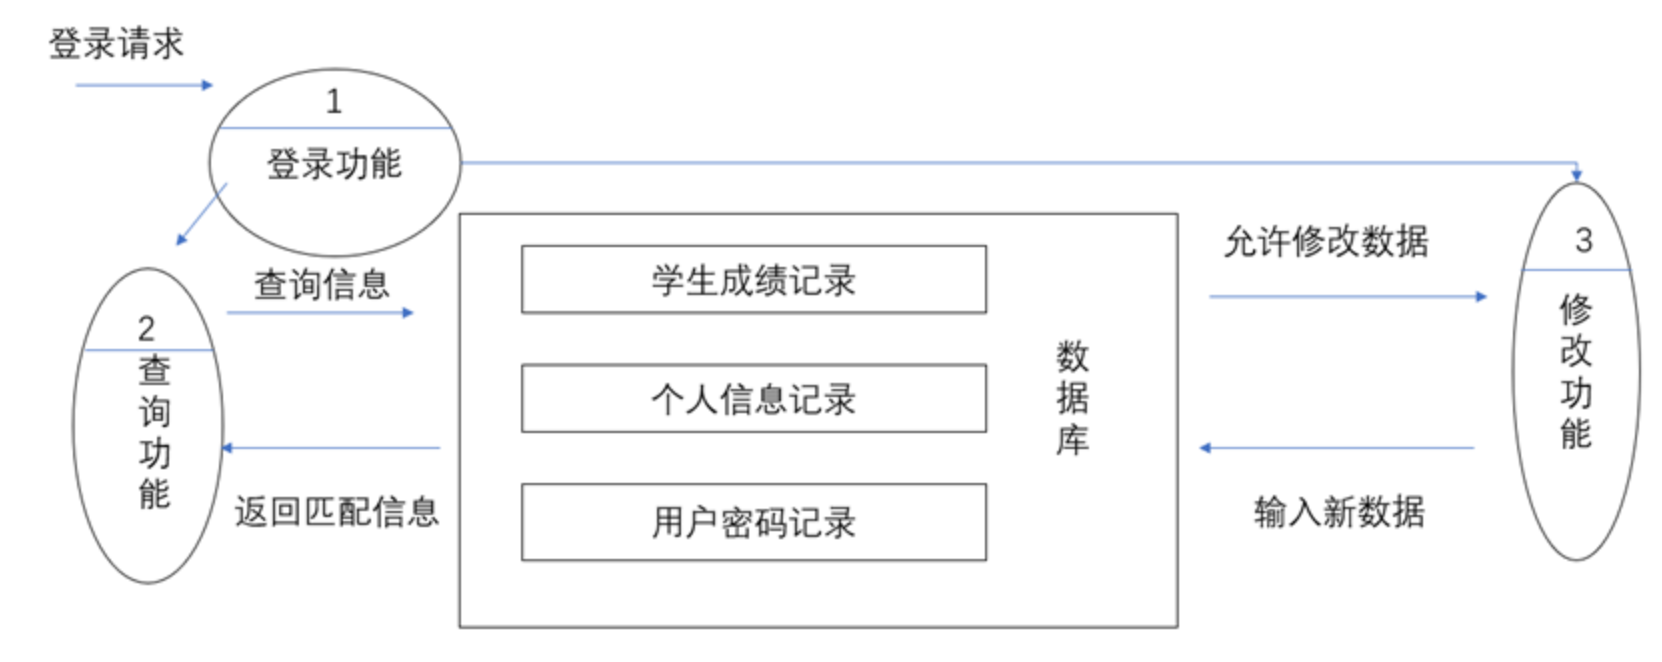 登录请求
1
登录功能
查询信息
2
查询功能
返回匹配信息
学生成绩记录
个人信息记录
用户密码记录
数据库
允许修改数据
3
修改功能
输入新数据